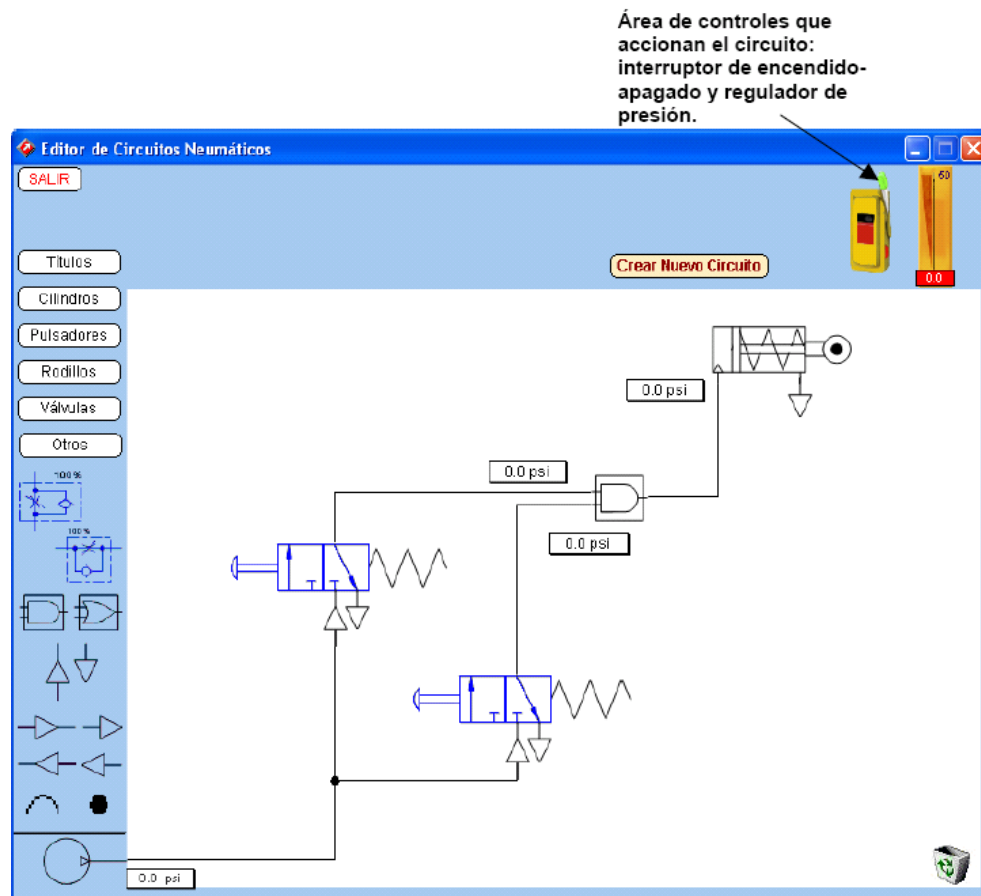 Área de controles que
accionan el circuito:
interruptor de encendido-
apagado y regulador de
presión.
Editor de Circuitos Neumáticos
SALIR
60
0.0
Crear Nuevo Circuito
Títulos
Cilindros
Pulsadores
Rodillos
Válvulas
Otros
100%
100%
0.0 psi
0.0 psi
0.0 psi
0.0 psi